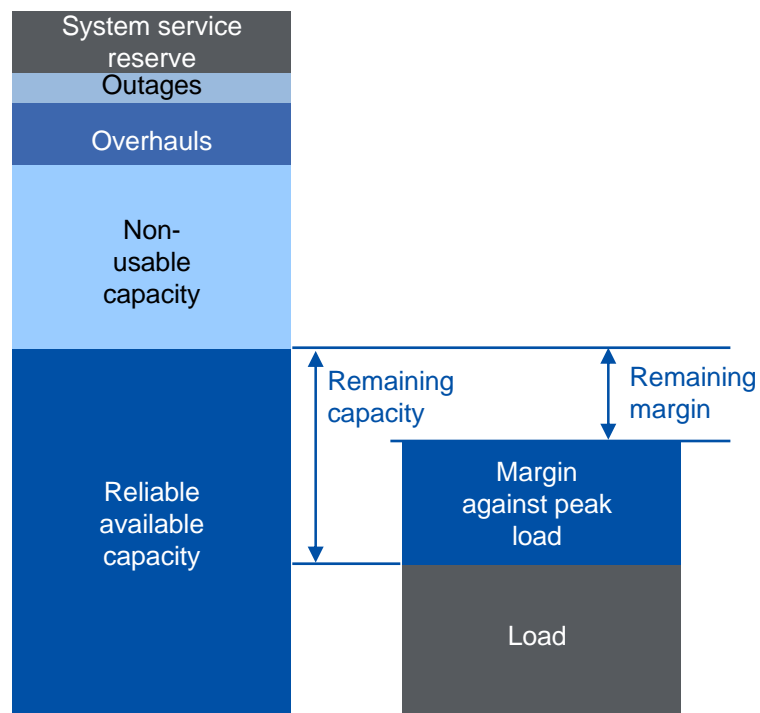 System service
reserve
Outages
Overhauls
Non-
usable
capacity
Remaining
capacity
Remaining
margin
Reliable
available
capacity
Margin
against peak
load
Load